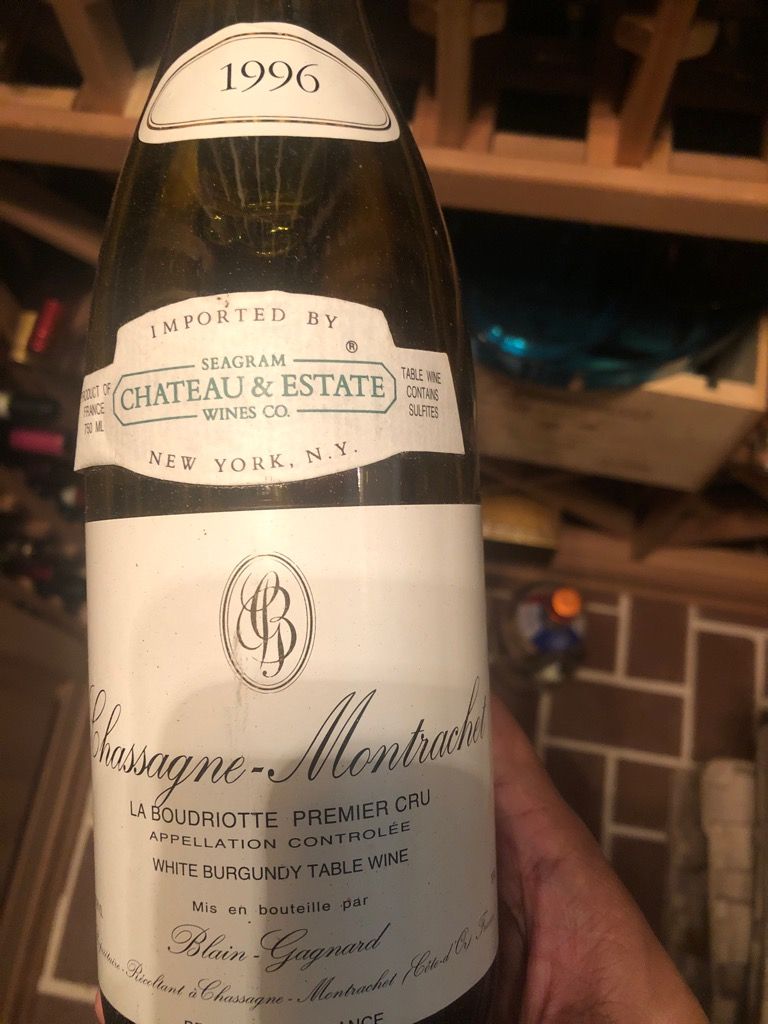 1996
IMPORTED BY
SEAGRAM ®
CHATEAU & ESTATE
WINES CO.
NEW YORK, N.Y.
OF
FRANCE
750 ML
TABLE WINE
CONTAINS
SULFITES
Chassagne-Montrachet
LA BOUDRIOTTE PREMIER CRU
APPELLATION CONTROLÉE
WHITE BURGUNDY TABLE WINE
Mis en bouteille par
Blain-Gagnard
Récoltant à Chassagne-Montrachet (Côte-d'Or)